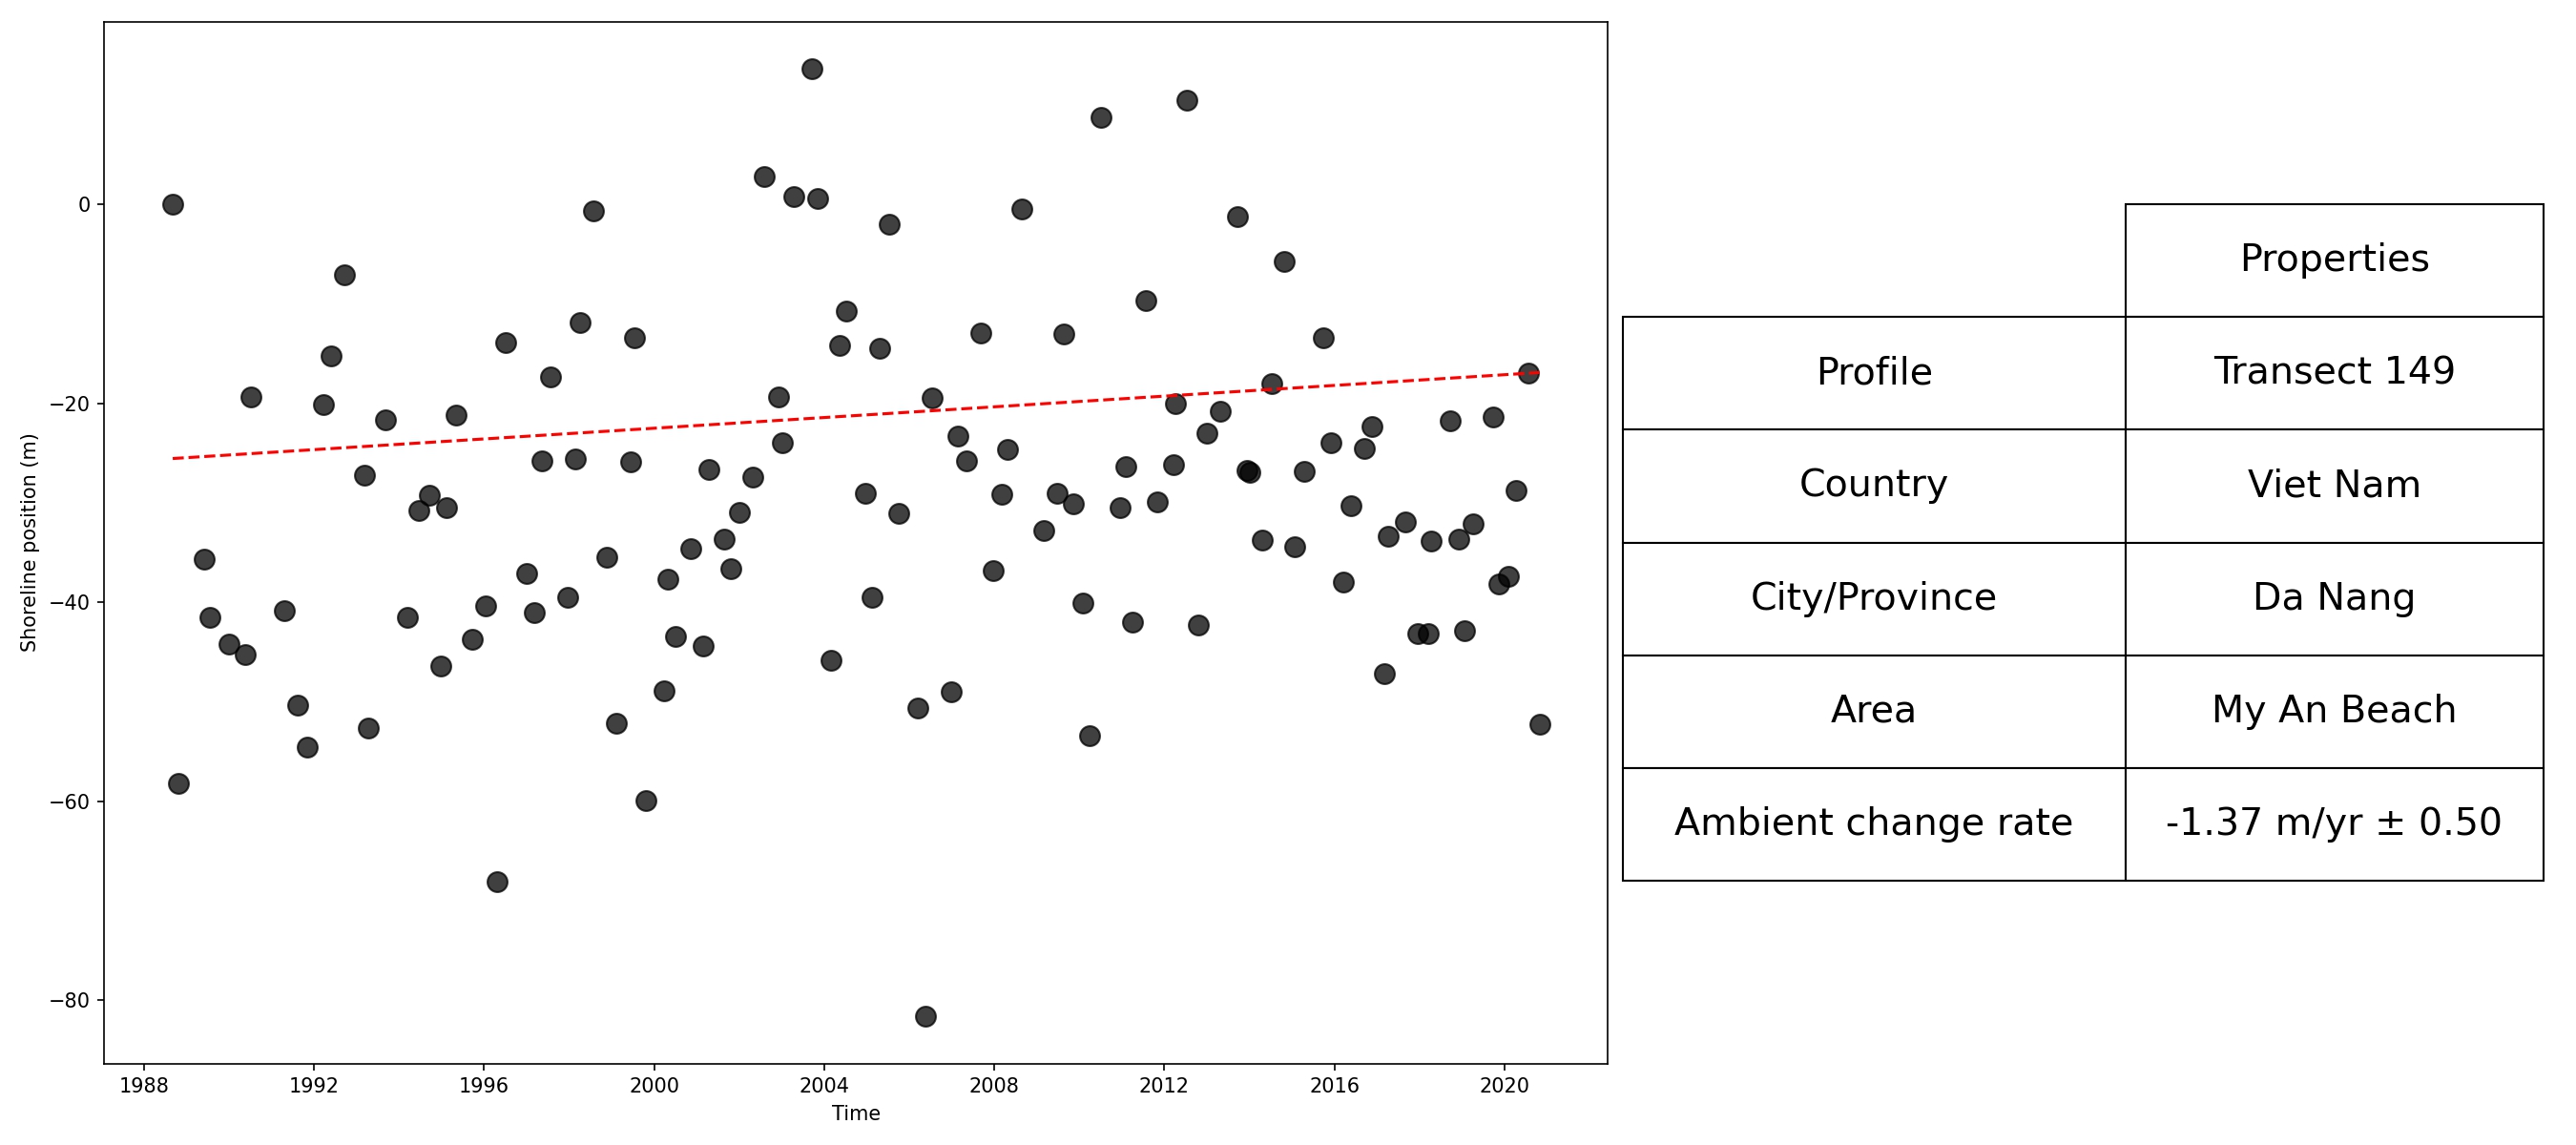 0
−20
−40
−60
−80
Shoreline position (m)
1988 1992 1996 2000 2004 2008 2012 2016 2020
Time
Properties
Profile Transect 149
Country Viet Nam
City/Province Da Nang
Area My An Beach
Ambient change rate -1.37 m/yr ± 0.50